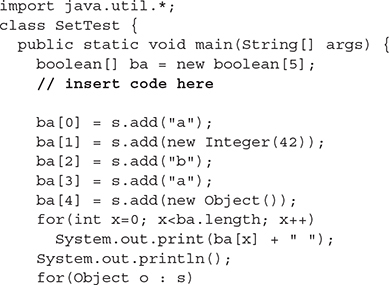 import java.util.*;
class SetTest {
  public static void main(String[] args) {
    boolean[] ba = new boolean[5];
    // insert code here

    ba[0] = s.add("a");
    ba[1] = s.add(new Integer(42));
    ba[2] = s.add("b");
    ba[3] = s.add("a");
    ba[4] = s.add(new Object());
    for(int x=0; x<ba.length; x++)
      System.out.print(ba[x] + " ");
    System.out.println();
    for(Object o : s)